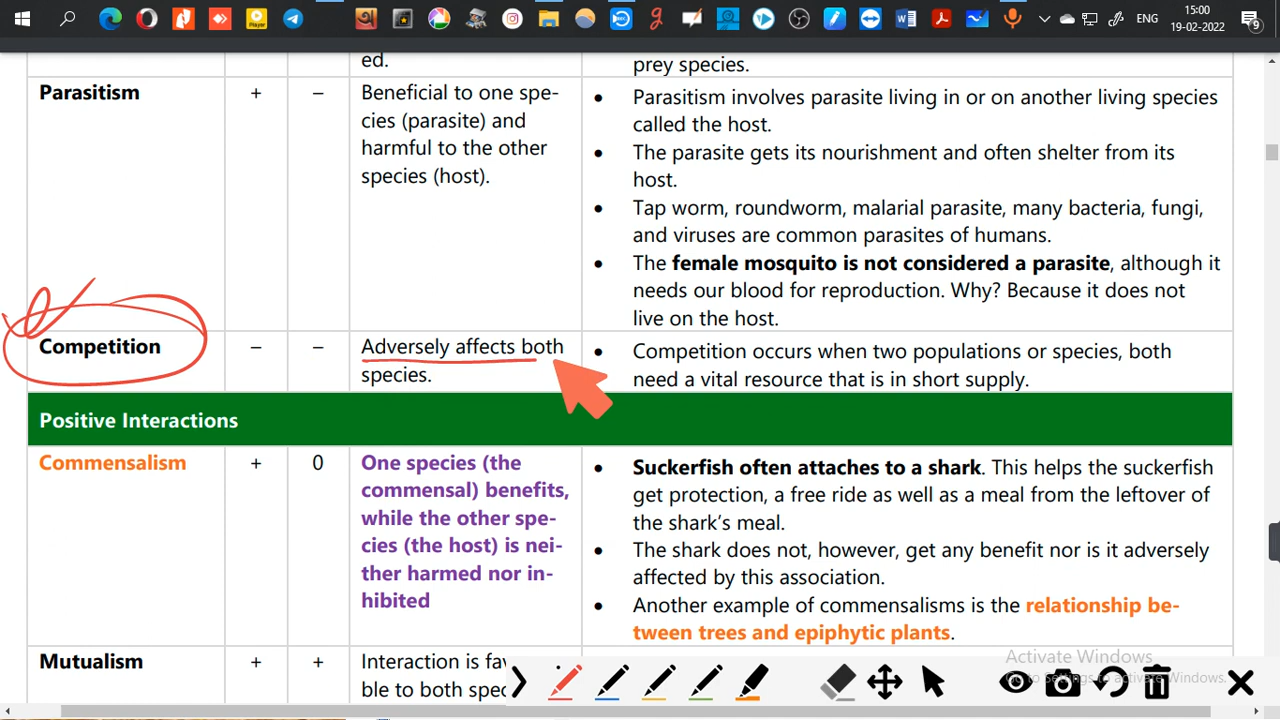 ENG
15:00
19-02-2022
9
Player
REC
ed.
prey species.
Parasitism
+
–
Beneficial to one spe-
cies (parasite) and
harmful to the other
species (host).
• Parasitism involves parasite living in or on another living species
called the host.
• The parasite gets its nourishment and often shelter from its
host.
• Tap worm, roundworm, malarial parasite, many bacteria, fungi,
and viruses are common parasites of humans.
• The female mosquito is not considered a parasite, although it
needs our blood for reproduction. Why? Because it does not
live on the host.
Competition
–
–
Adversely affects both
species.
• Competition occurs when two populations or species, both
need a vital resource that is in short supply.
Positive Interactions
Commensalism
+
0
One species (the
commensal) benefits,
while the other spe-
cies (the host) is nei-
ther harmed nor in-
hibited
• Suckerfish often attaches to a shark. This helps the suckerfish
get protection, a free ride as well as a meal from the leftover of
the shark's meal.
• The shark does not, however, get any benefit nor is it adversely
affected by this association.
• Another example of commensalisms is the relationship be-
tween trees and epiphytic plants.
Mutualism
+
+
Interaction is fav
ble to both spec
Activate Windows
Go to Settings to activate Windows.